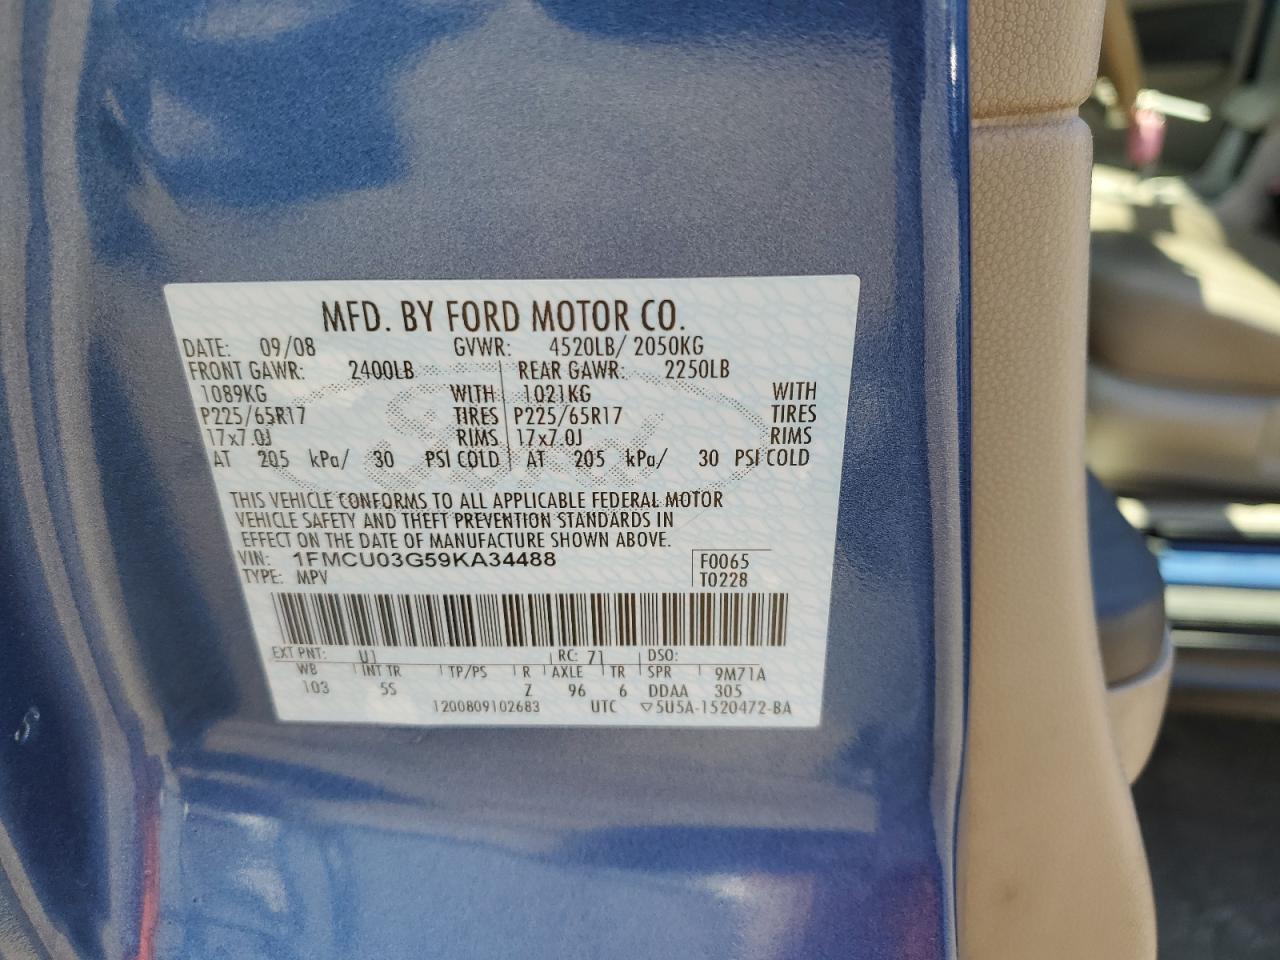 MFD. BY FORD MOTOR CO.
DATE: 09/08 GVWR: 4520LB/ 2050KG
FRONT GAWR: 2400LB REAR GAWR: 2250LB
1089KG WITH 1021KG WITH
P225/65R17 TIRES P225/65R17 TIRES
17x7.0J RIMS 17x7.0J RIMS
AT 205 kPa/ 30 PSI COLD AT 205 kPa/ 30 PSI COLD
THIS VEHICLE CONFORMS TO ALL APPLICABLE FEDERAL MOTOR
VEHICLE SAFETY AND THEFT PREVENTION STANDARDS IN
EFFECT ON THE DATE OF MANUFACTURE SHOWN ABOVE.
VIN: 1FMCU03G59KA34488 F0065
TYPE: MPV T0228
EXT PNT: U1 RC: 71 DSO:
WB INT TR TP/PS R AXLE TR SPR 9M71A
103 5S Z 96 6 DDAA 305
1200809102683 UTC ▽5U5A-1520472-BA